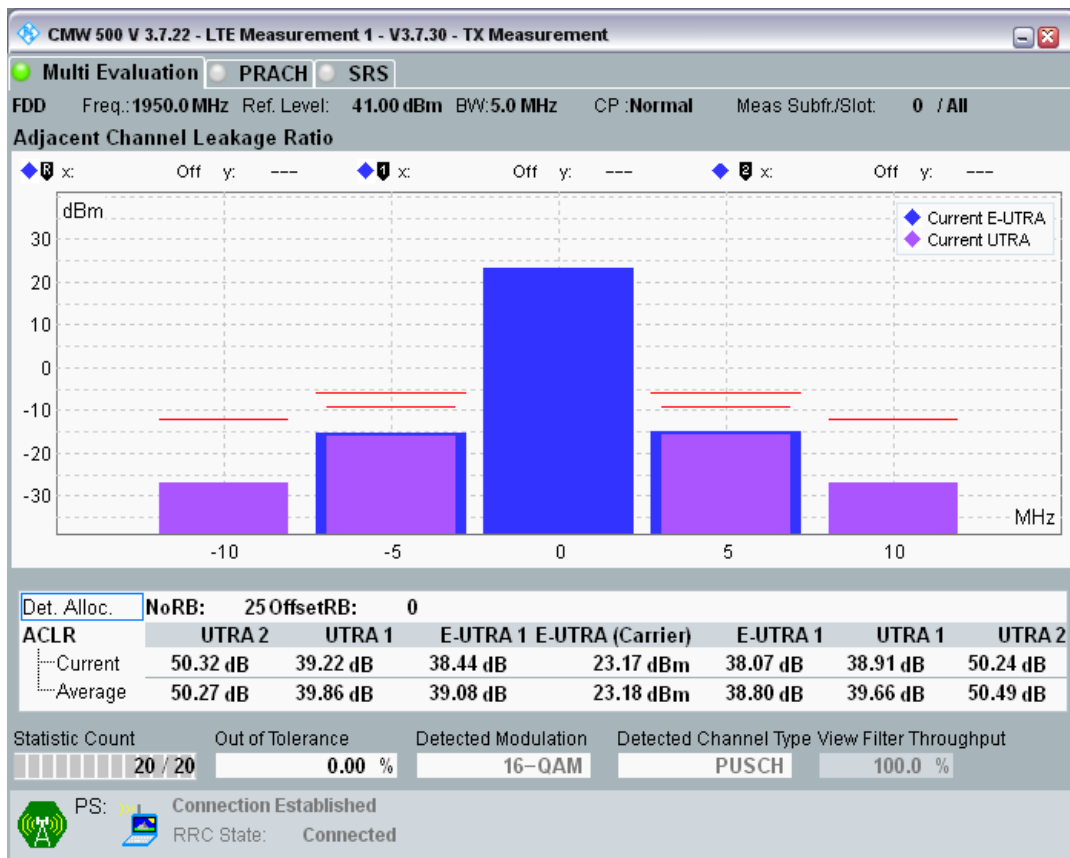 CMW 500 V 3.7.22 - LTE Measurement 1 - V3.7.30 - TX Measurement
Multi Evaluation PRACH SRS
FDD Freq.: 1950.0 MHz Ref. Level: 41.00 dBm BW: 5.0 MHz CP : Normal Meas Subfr./Slot: 0 / All
Adjacent Channel Leakage Ratio
R x: Off y: --- 1 x: Off y: --- 2 x: Off y: ---
dBm
Current E-UTRA
Current UTRA
30
20
10
0
-10
-20
-30
MHz
-10 -5 0 5 10
Det. Alloc. NoRB: 25 OffsetRB: 0
ACLR UTRA 2 UTRA 1 E-UTRA 1 E-UTRA (Carrier) E-UTRA 1 UTRA 1 UTRA 2
Current 50.32 dB 39.22 dB 38.44 dB 23.17 dBm 38.07 dB 38.91 dB 50.24 dB
Average 50.27 dB 39.86 dB 39.08 dB 23.18 dBm 38.80 dB 39.66 dB 50.49 dB
Statistic Count Out of Tolerance Detected Modulation Detected Channel Type View Filter Throughput
20 / 20 0.00 % 16-QAM PUSCH 100.0 %
PS: Connection Established
RRC State: Connected